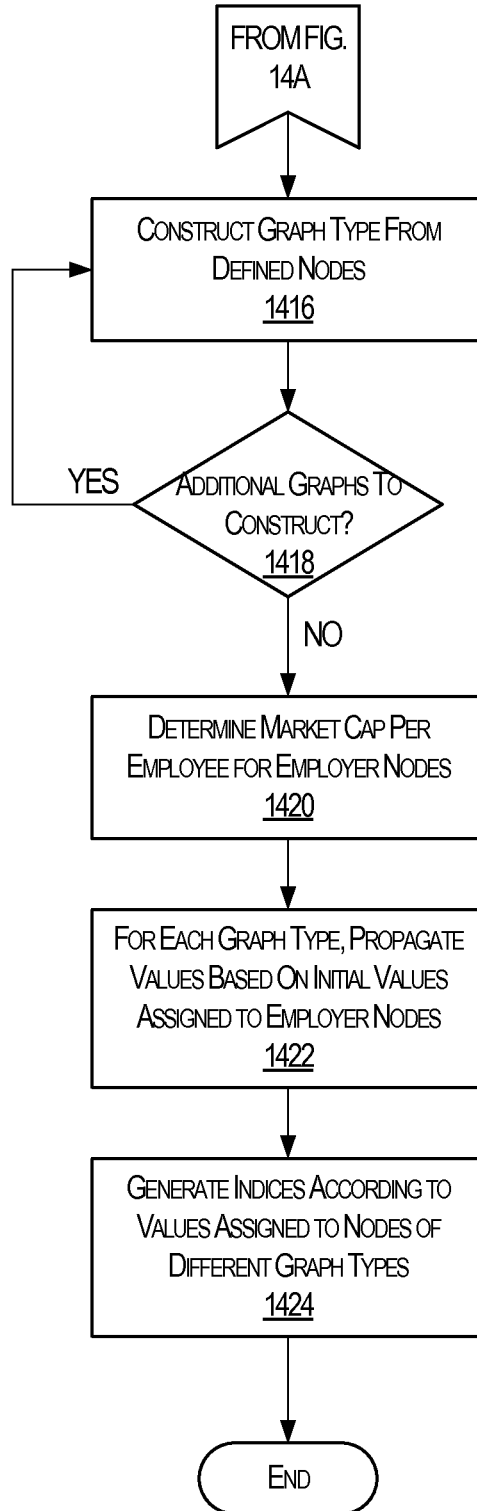 FROM FIG.
14A
CONSTRUCT GRAPH TYPE FROM
DEFINED NODES
1416
YES
ADDITIONAL GRAPHS TO
CONSTRUCT?
1418
NO
DETERMINE MARKET CAP PER
EMPLOYEE FOR EMPLOYER NODES
1420
FOR EACH GRAPH TYPE, PROPAGATE
VALUES BASED ON INITIAL VALUES
ASSIGNED TO EMPLOYER NODES
1422
GENERATE INDICES ACCORDING TO
VALUES ASSIGNED TO NODES OF
DIFFERENT GRAPH TYPES
1424
END